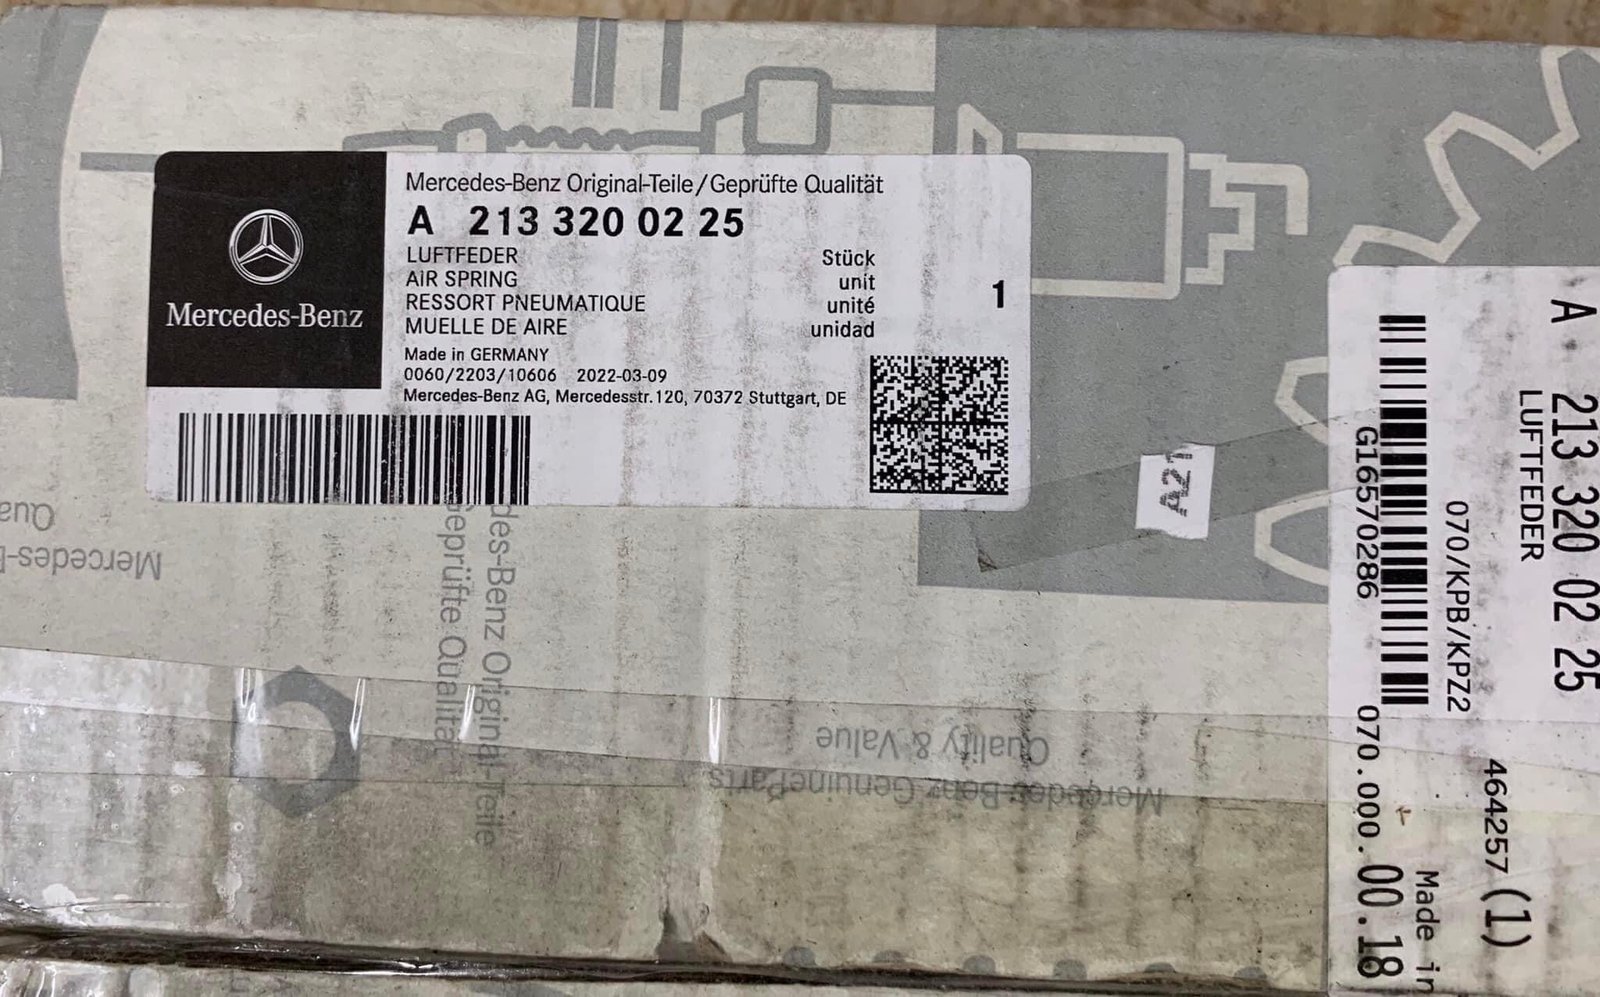 Mercedes-Benz Original-Teile/Geprüfte Qualität
A 213 320 02 25
LUFTFEDER
AIR SPRING
RESSORT PNEUMATIQUE
MUELLE DE AIRE
Stück
unit
unité
unidad
1
Mercedes-Benz
Made in GERMANY
0060/2203/10606 2022-03-09
Mercedes-Benz AG, Mercedesstr.120, 70372 Stuttgart, DE
A21
A 213 320 02 25
LUFTFEDER
070/KPB/KPZ2 464257 (1)
G16570286 070.000.00.18
Made in
des-Benz Original-Teile
Geprüfte Qualität
Mercedes-Benz GenuineParts
Quality & Value